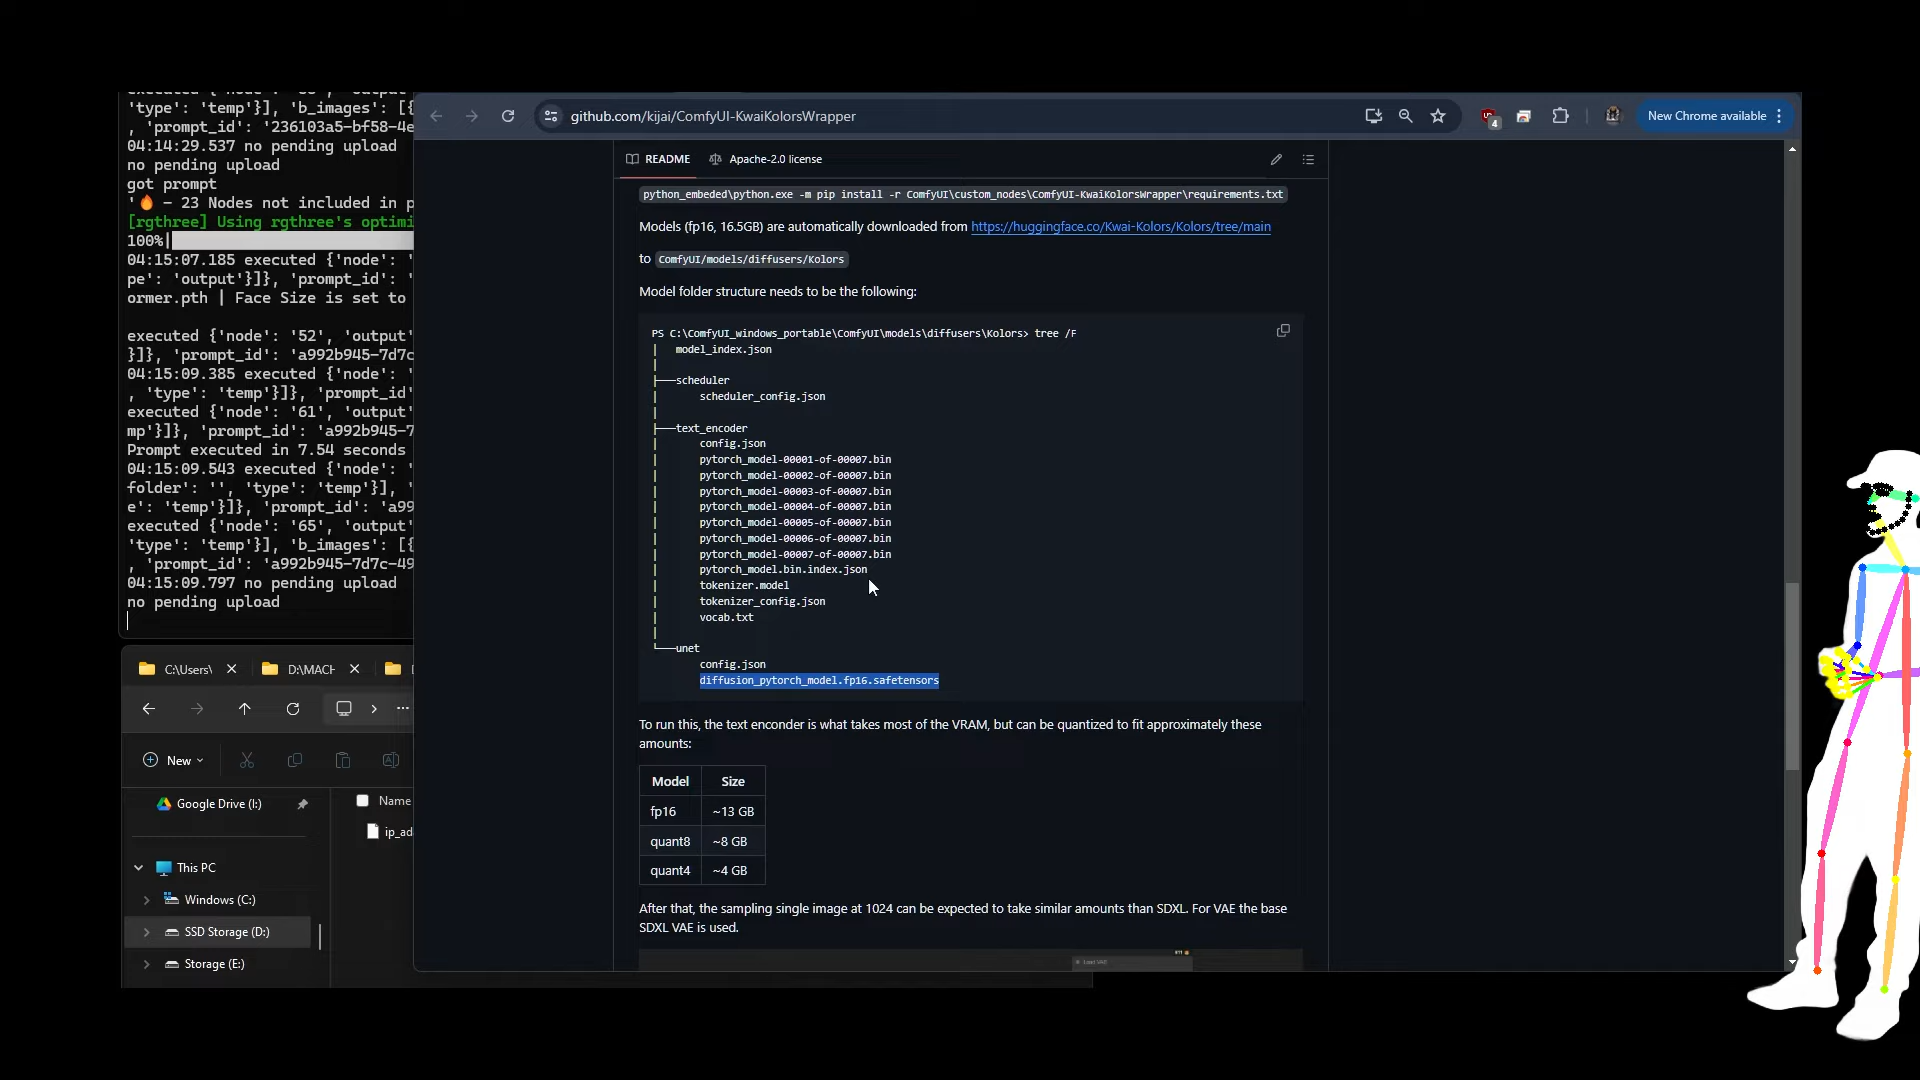 'type': 'temp'}], 'b_images': [{
, 'prompt_id': '236103a5-bf58-4e
04:14:29.537 no pending upload
no pending upload
got prompt
'🔥 - 23 Nodes not included in p
[rgthree] Using rgthree's optimi
100%|
04:15:07.185 executed {'node': '
pe': 'output'}]}, 'prompt_id': '
ormer.pth | Face Size is set to
executed {'node': '52', 'output'
}]}, 'prompt_id': 'a992b945-7d7c
04:15:09.385 executed {'node': '
, 'type': 'temp'}]}, 'prompt_id'
executed {'node': '61', 'output'
mp'}]}, 'prompt_id': 'a992b945-7
Prompt executed in 7.54 seconds
04:15:09.543 executed {'node': '
folder': '', 'type': 'temp'}], '
e': 'temp'}]}, 'prompt_id': 'a99
executed {'node': '65', 'output'
'type': 'temp'}], 'b_images': [{
, 'prompt_id': 'a992b945-7d7c-49
04:15:09.797 no pending upload
no pending upload
C:\Users\
D:\MACH
New
Name
Google Drive (I:)
ip_ad
This PC
Windows (C:)
SSD Storage (D:)
Storage (E:)
github.com/kijai/ComfyUI-KwaiKolorsWrapper
4
New Chrome available
README
Apache-2.0 license
python_embeded\python.exe -m pip install -r ComfyUI\custom_nodes\ComfyUI-KwaiKolorsWrapper\requirements.txt
Models (fp16, 16.5GB) are automatically downloaded from https://huggingface.co/Kwai-Kolors/Kolors/tree/main
to ComfyUI/models/diffusers/Kolors
Model folder structure needs to be the following:
PS C:\ComfyUI_windows_portable\ComfyUI\models\diffusers\Kolors> tree /F
model_index.json
scheduler
scheduler_config.json
text_encoder
config.json
pytorch_model-00001-of-00007.bin
pytorch_model-00002-of-00007.bin
pytorch_model-00003-of-00007.bin
pytorch_model-00004-of-00007.bin
pytorch_model-00005-of-00007.bin
pytorch_model-00006-of-00007.bin
pytorch_model-00007-of-00007.bin
pytorch_model.bin.index.json
tokenizer.model
tokenizer_config.json
vocab.txt
unet
config.json
diffusion_pytorch_model.fp16.safetensors
To run this, the text enconder is what takes most of the VRAM, but can be quantized to fit approximately these
amounts:
Model Size
fp16 ~13 GB
quant8 ~8 GB
quant4 ~4 GB
After that, the sampling single image at 1024 can be expected to take similar amounts than SDXL. For VAE the base
SDXL VAE is used.
Load VAE